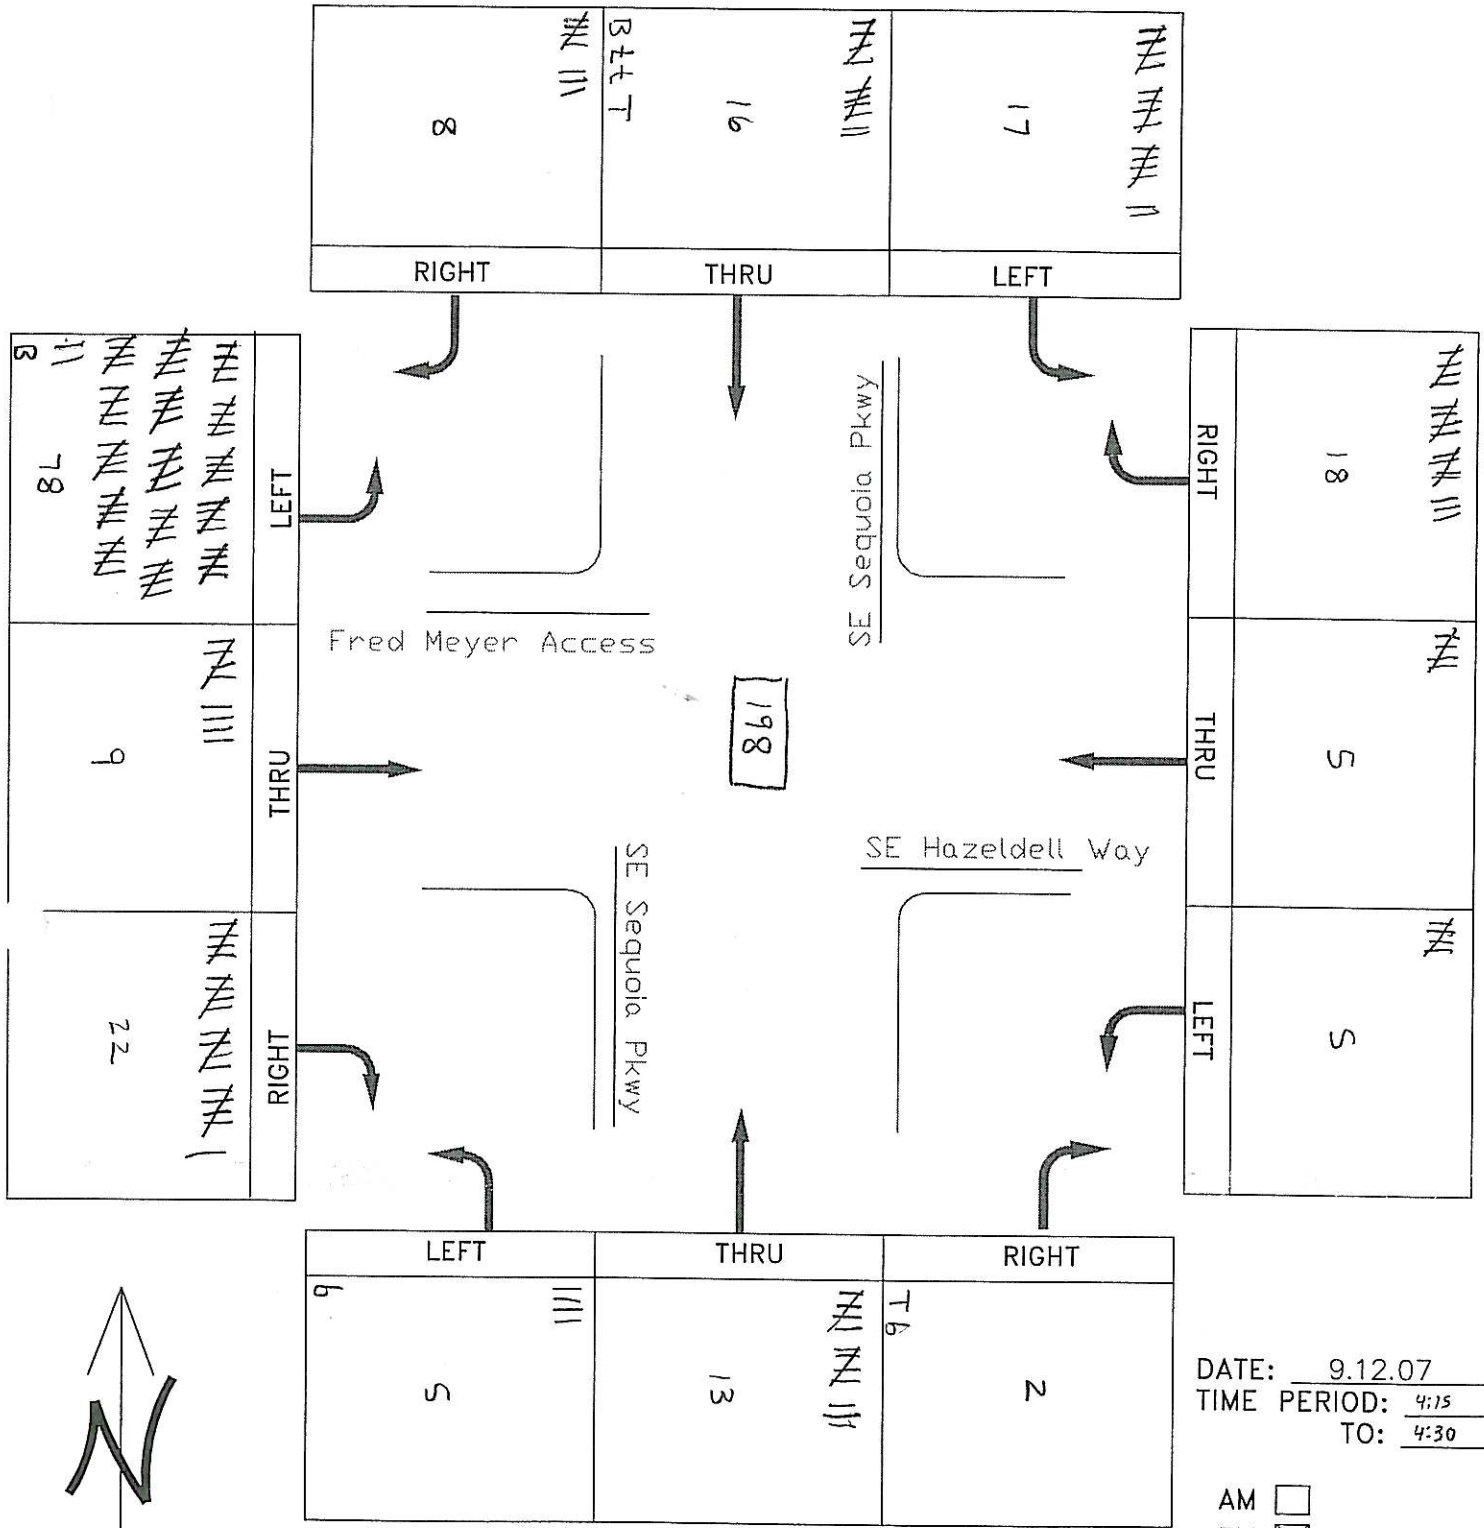 B t t T
8
16
17
RIGHT
THRU
LEFT
B
78
LEFT
9
THRU
22
RIGHT
RIGHT
18
THRU
5
LEFT
5
SE Sequoia Pkwy
Fred Meyer Access
198
SE Hazeldell Way
SE Sequoia Pkwy
LEFT
THRU
RIGHT
b
T b
5
13
2
N
DATE: 9.12.07
TIME PERIOD: 4:15
TO: 4:30
AM